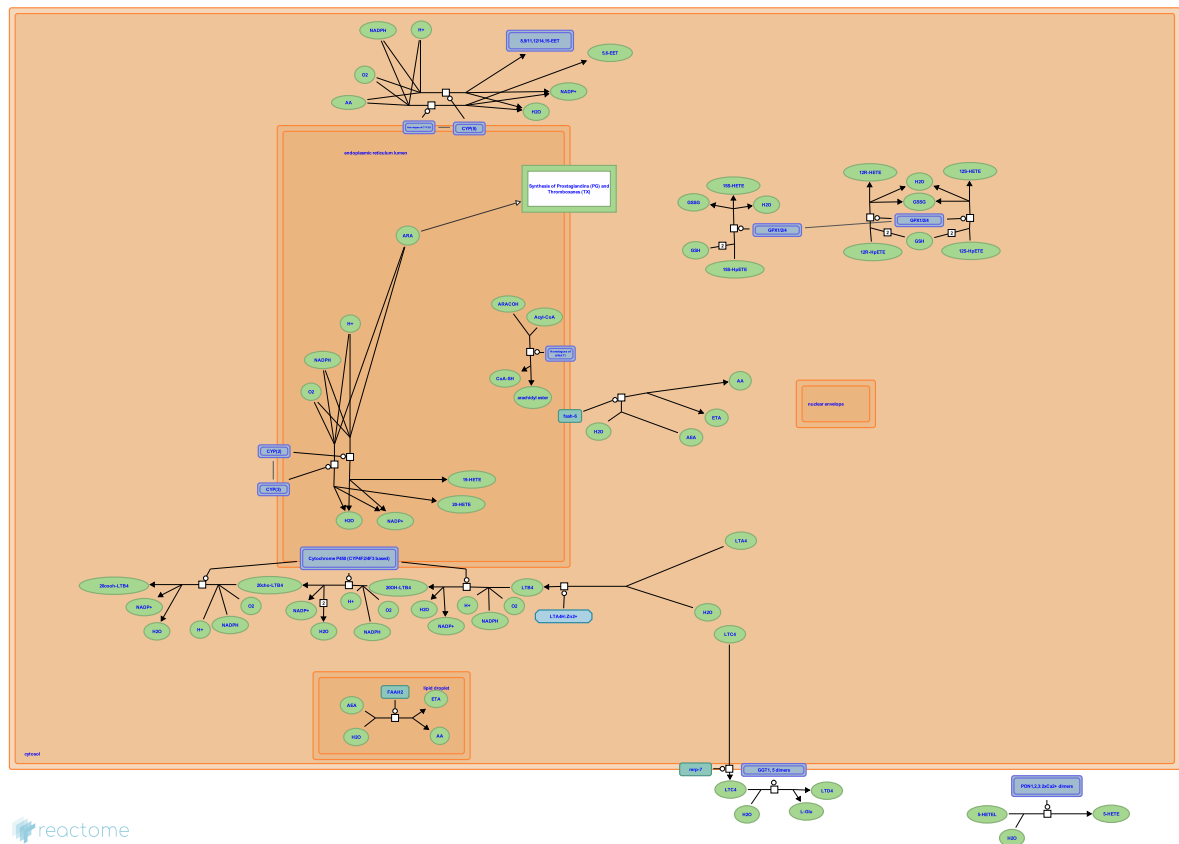 NADPH
H+
5,6/11,12/14,15-EET
5,6-EET
O2
AA
NADP+
H2O
CYP(5)
endoplasmic reticulum lumen
Synthesis of Prostaglandins (PG) and
Thromboxanes (TX)
ARA
15S-HETE
GSSG
H2O
GPX1/2/4
GSH
2
15S-HpETE
12R-HETE
H2O
12S-HETE
GSSG
GPX1/2/4
2
GSH
2
12R-HpETE
12S-HpETE
ARACOH
Acyl-CoA
CoA-SH
arachidyl ester
H+
NADPH
O2
faah-6
H2O
AA
ETA
AEA
nuclear envelope
CYP(2)
CYP(3)
19-HETE
20-HETE
H2O
NADP+
Cytochrome P450 (CYP4F2/4F3 based)
20cooh-LTB4
NADP+
H2O
H+
NADPH
O2
20cho-LTB4
NADP+
2
H2O
H+
O2
NADPH
20OH-LTB4
H2O
NADP+
H+
NADPH
O2
LTB4
LTA4H:Zn2+
LTA4
H2O
LTC4
FAAH2
lipid droplet
AEA
ETA
H2O
AA
cytosol
mrp-7
GGT1, 5 dimers
LTC4
LTD4
H2O
L-Glu
PON1,2,3:2xCa2+ dimers
5-HETEL
5-HETE
H2O
reactome